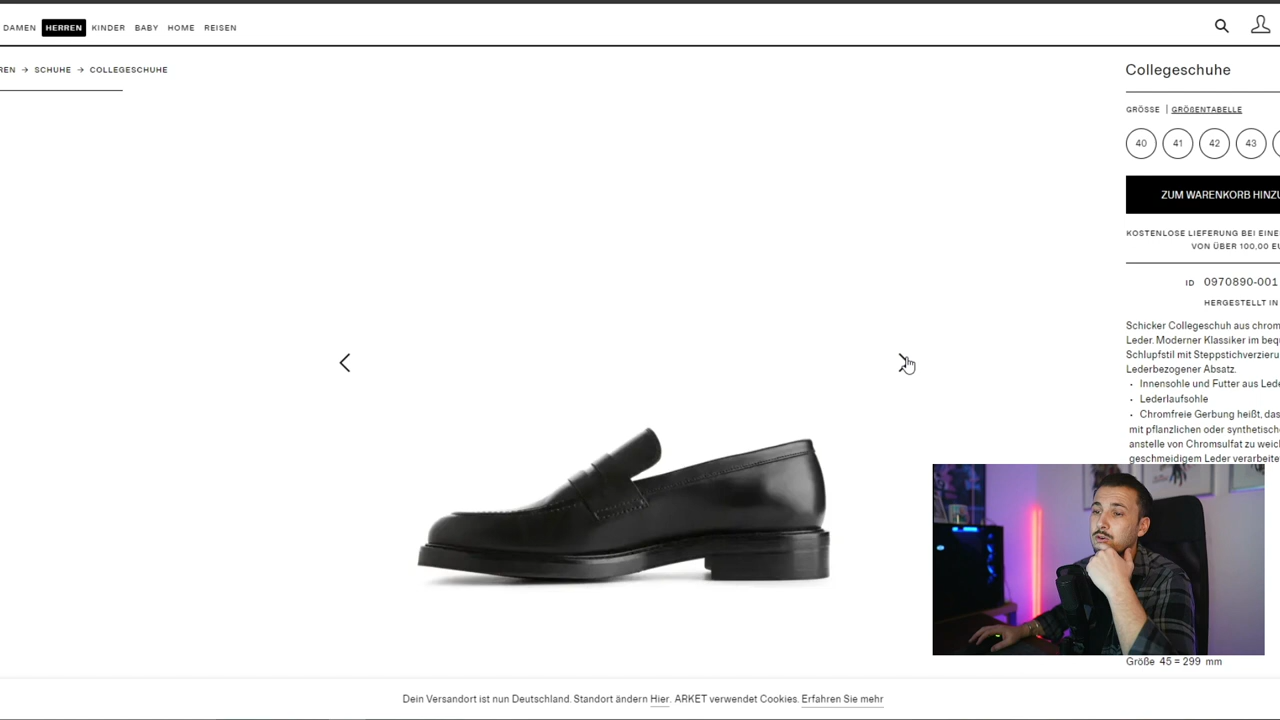 DAMEN HERREN KINDER BABY HOME REISEN
REN → SCHUHE → COLLEGESCHUHE
Collegeschuhe
GRÖSSE | GRÖßENTABELLE
40 41 42 43
ZUM WARENKORB HINZU
KOSTENLOSE LIEFERUNG BEI EINE
VON ÜBER 100,00 EU
ID 0970890-001
HERGESTELLT IN
Schicker Collegeschuh aus chrom
Leder. Moderner Klassiker im beq
Schlupfstil mit Steppstichverzieru
Lederbezogener Absatz.
• Innensohle und Futter aus Lede
• Lederlaufsohle
• Chromfreie Gerbung heißt, das
mit pflanzlichen oder synthetisch
anstelle von Chromsulfat zu weich
geschmeidigem Leder verarbeite
Größe 45 = 299 mm
Dein Versandort ist nun Deutschland. Standort ändern Hier. ARKET verwendet Cookies. Erfahren Sie mehr